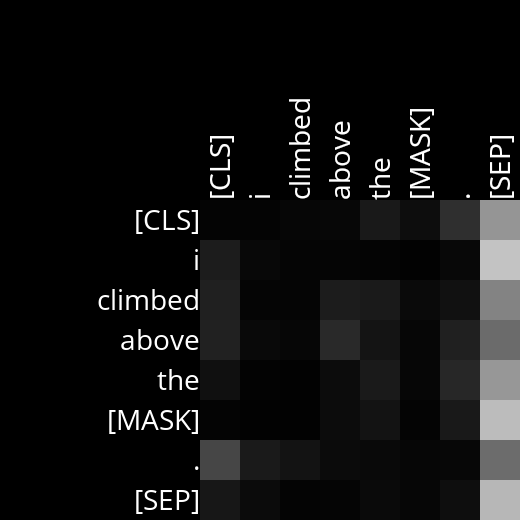 [CLS]
i
climbed
above
the
[MASK]
.
[SEP]
[CLS]
i
climbed
above
the
[MASK]
.
[SEP]